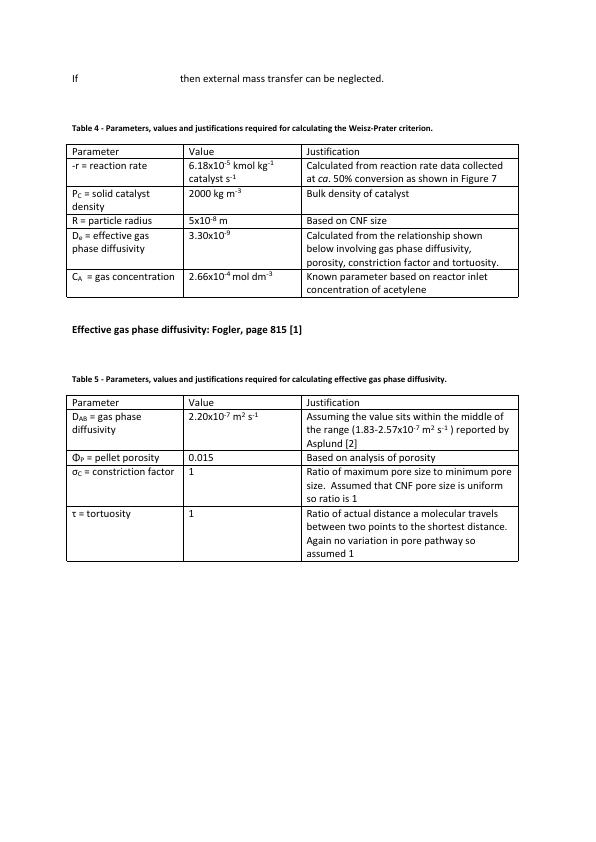 If then external mass transfer can be neglected.
Table 4 - Parameters, values and justifications required for calculating the Weisz-Prater criterion.
Parameter Value Justification
-r = reaction rate 6.18x10⁻⁵ kmol kg⁻¹ Calculated from reaction rate data collected
catalyst s⁻¹ at ca. 50% conversion as shown in Figure 7
P_C = solid catalyst 2000 kg m⁻³ Bulk density of catalyst
density
R = particle radius 5x10⁻⁸ m Based on CNF size
D_e = effective gas 3.30x10⁻⁹ Calculated from the relationship shown
phase diffusivity below involving gas phase diffusivity,
porosity, constriction factor and tortuosity.
C_A = gas concentration 2.66x10⁻⁴ mol dm⁻³ Known parameter based on reactor inlet
concentration of acetylene
Effective gas phase diffusivity: Fogler, page 815 [1]
Table 5 - Parameters, values and justifications required for calculating effective gas phase diffusivity.
Parameter Value Justification
D_AB = gas phase 2.20x10⁻⁷ m² s⁻¹ Assuming the value sits within the middle of
diffusivity the range (1.83-2.57x10⁻⁷ m² s⁻¹ ) reported by
Asplund [2]
Φ_P = pellet porosity 0.015 Based on analysis of porosity
σ_C = constriction factor 1 Ratio of maximum pore size to minimum pore
size. Assumed that CNF pore size is uniform
so ratio is 1
τ = tortuosity 1 Ratio of actual distance a molecular travels
between two points to the shortest distance.
Again no variation in pore pathway so
assumed 1